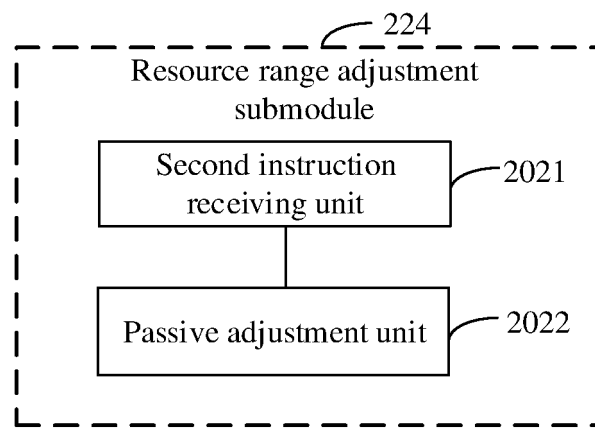 224
Resource range adjustment
submodule
Second instruction
receiving unit
2021
Passive adjustment unit
2022